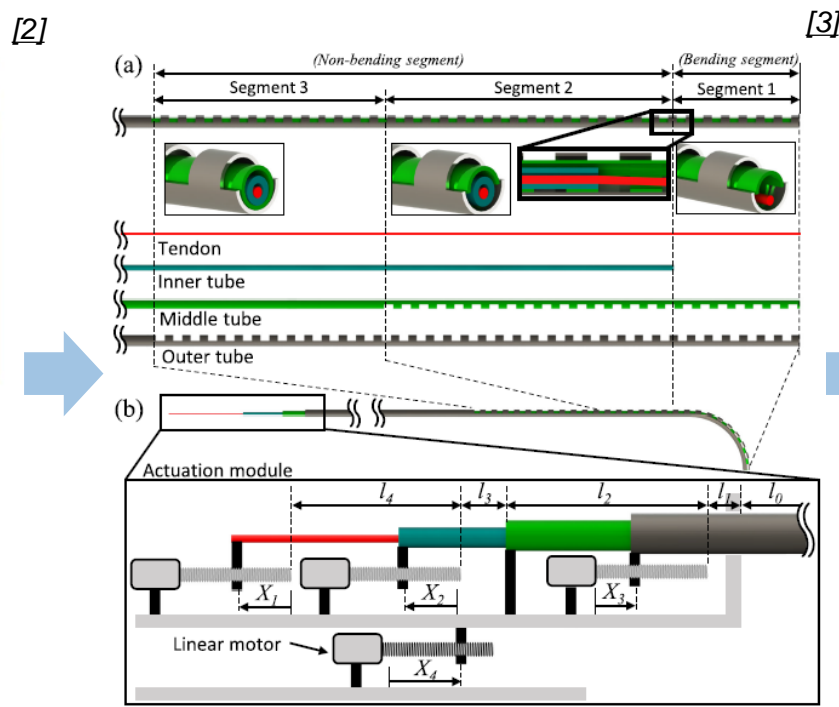 [2]
[3]
(a)
(Non-bending segment)
(Bending segment)
Segment 3
Segment 2
Segment 1
Tendon
Inner tube
Middle tube
Outer tube
(b)
Actuation module
l4 l3 l2 l1 l0
X1 X2 X3
Linear motor
X4